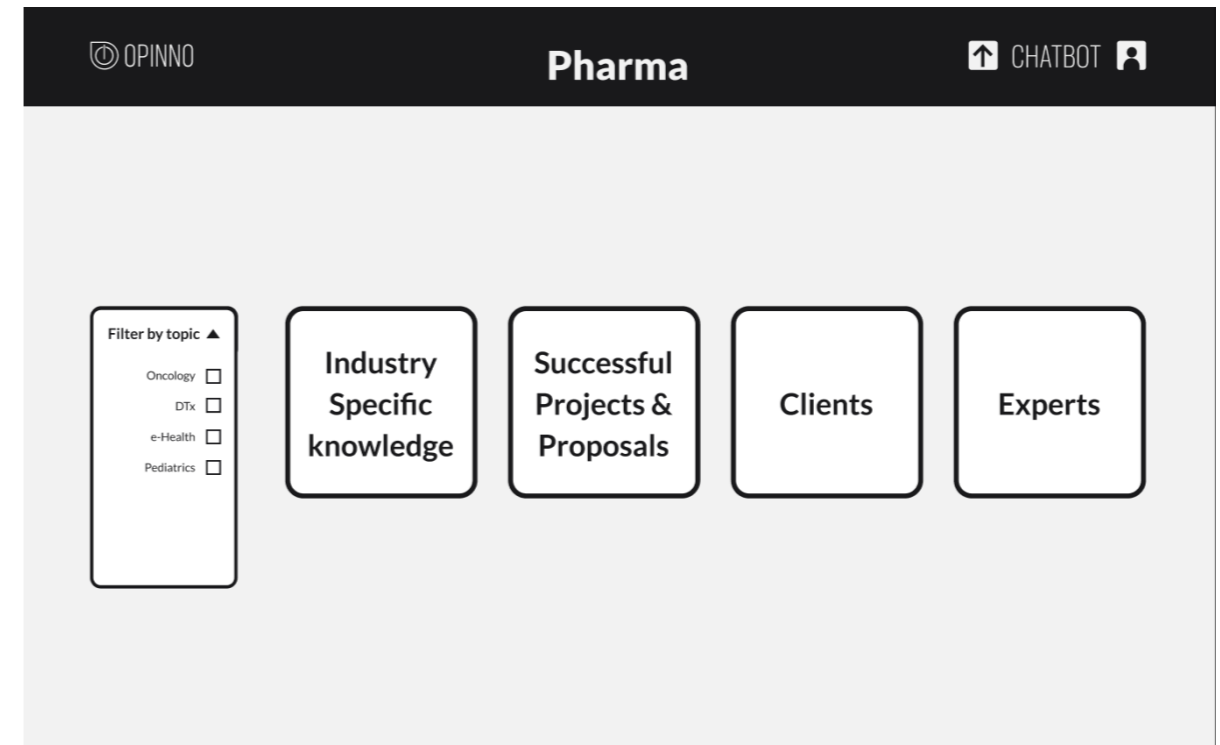 OPINNO
Pharma
CHATBOT
Filter by topic
Oncology
DTx
e-Health
Pediatrics
Industry
Specific
knowledge
Successful
Projects &
Proposals
Clients
Experts